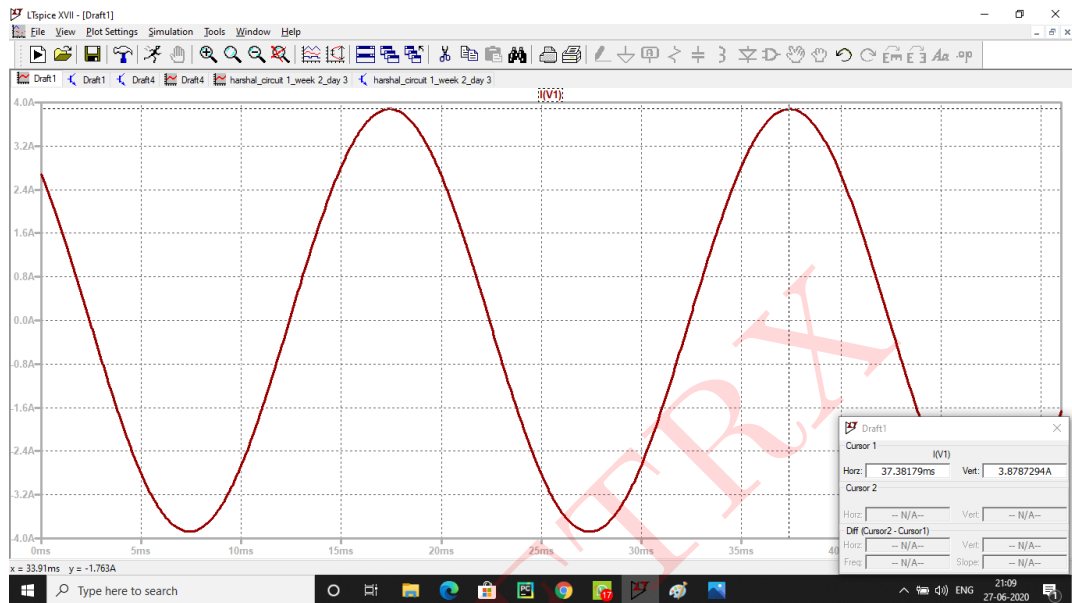 LTspice XVII - [Draft1]
File View Plot Settings Simulation Tools Window Help
Aa .op
Draft1 Draft1 Draft4 Draft4 harshal_circuit 1_week 2_day 3 harshal_circuit 1_week 2_day 3
I(V1)
4.0A
3.2A
2.4A
1.6A
0.8A
0.0A
-0.8A
-1.6A
-2.4A
-3.2A
-4.0A
0ms 5ms 10ms 15ms 20ms 25ms 30ms 35ms
Draft1
Cursor 1
I(V1)
Horz: 37.38179ms Vert: 3.8787294A
Cursor 2
Horz: -- N/A-- Vert: -- N/A--
Diff (Cursor2 - Cursor1)
Horz: -- N/A-- Vert: -- N/A--
Freq: -- N/A-- Slope: -- N/A--
x = 33.91ms y = -1.763A
Type here to search
17
ENG
21:09
27-06-2020
ETRX